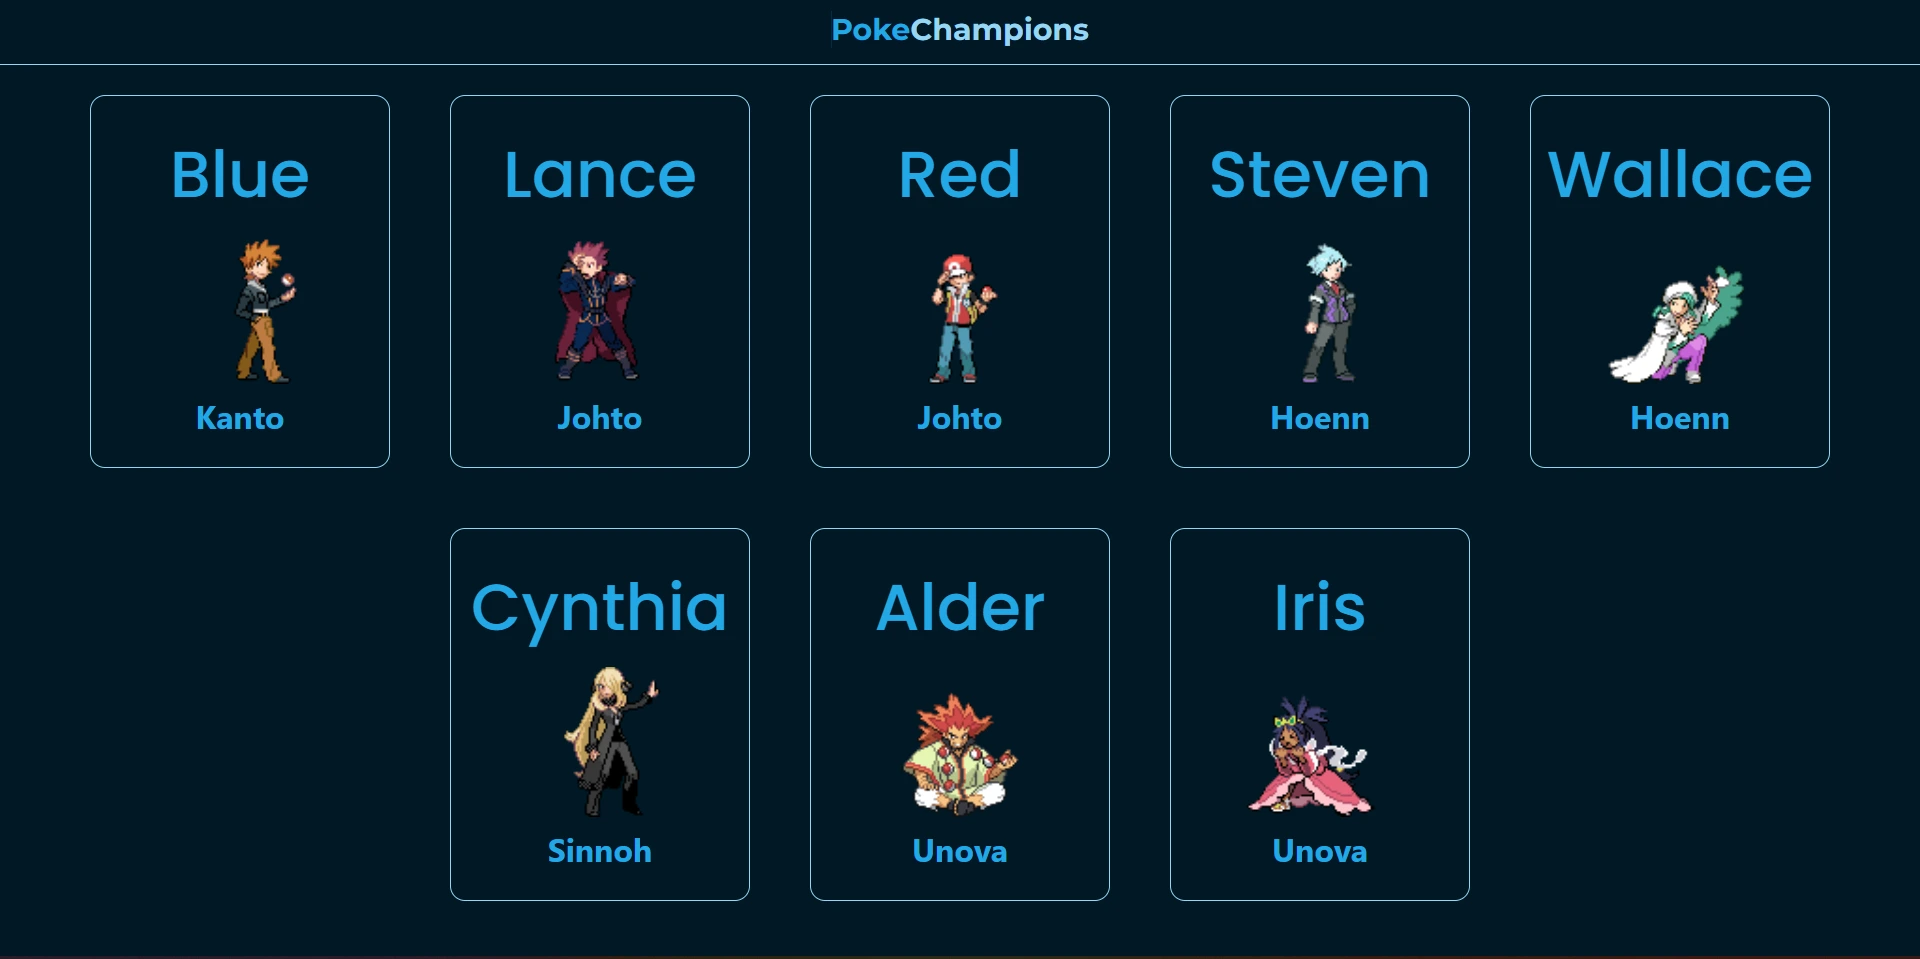 PokeChampions
Blue
Kanto
Lance
Johto
Red
Johto
Steven
Hoenn
Wallace
Hoenn
Cynthia
Sinnoh
Alder
Unova
Iris
Unova